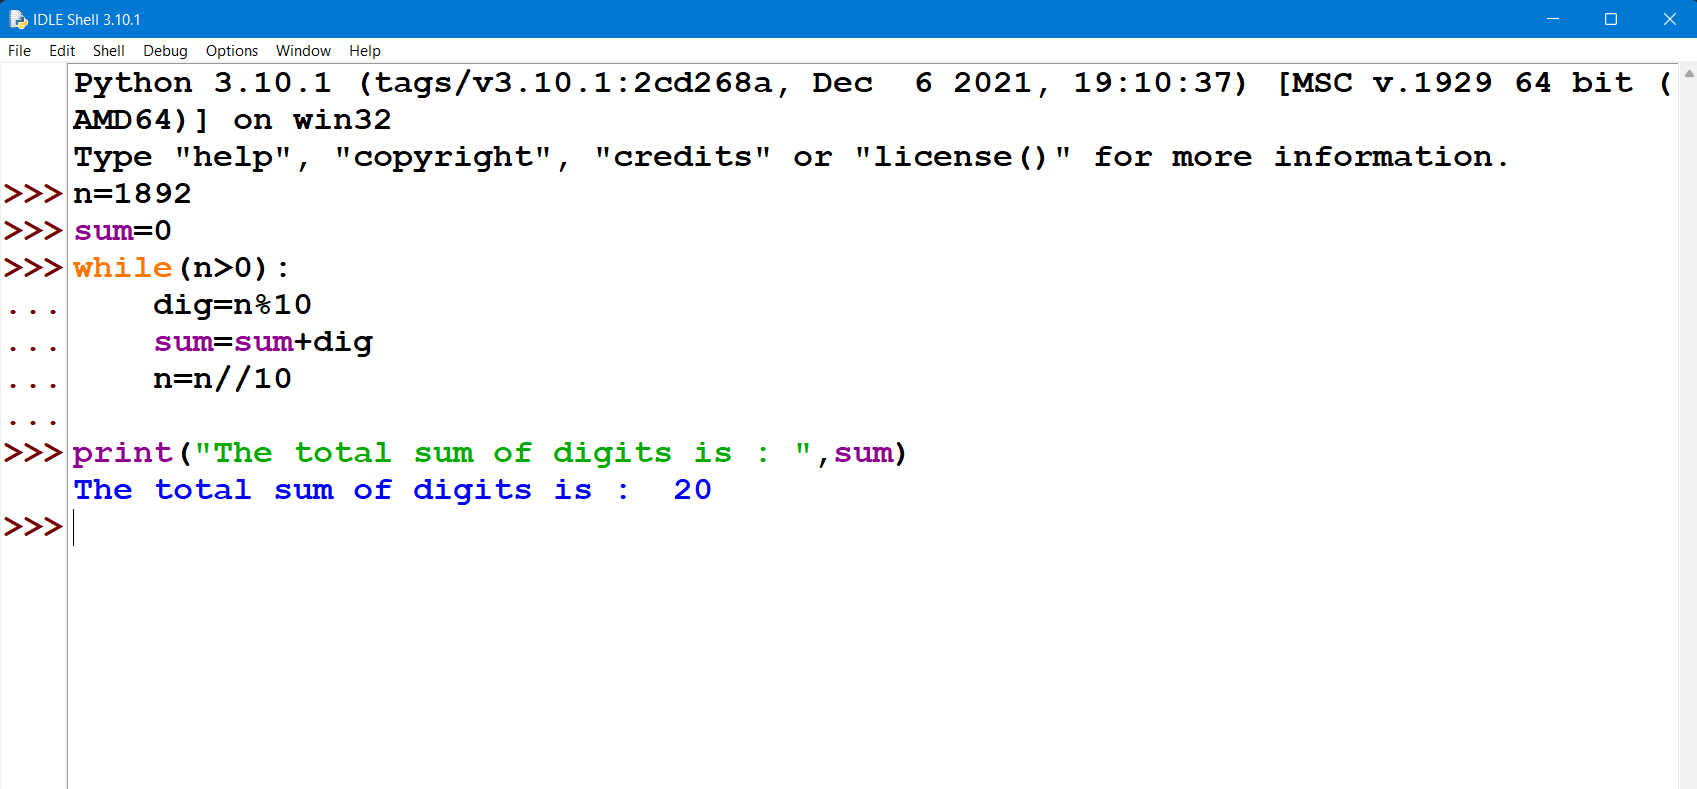 IDLE Shell 3.10.1
File Edit Shell Debug Options Window Help
Python 3.10.1 (tags/v3.10.1:2cd268a, Dec  6 2021, 19:10:37) [MSC v.1929 64 bit (
AMD64)] on win32
Type "help", "copyright", "credits" or "license()" for more information.
>>> n=1892
>>> sum=0
>>> while(n>0):
...     dig=n%10
...     sum=sum+dig
...     n=n//10
...
>>> print("The total sum of digits is : ",sum)
The total sum of digits is :  20
>>>